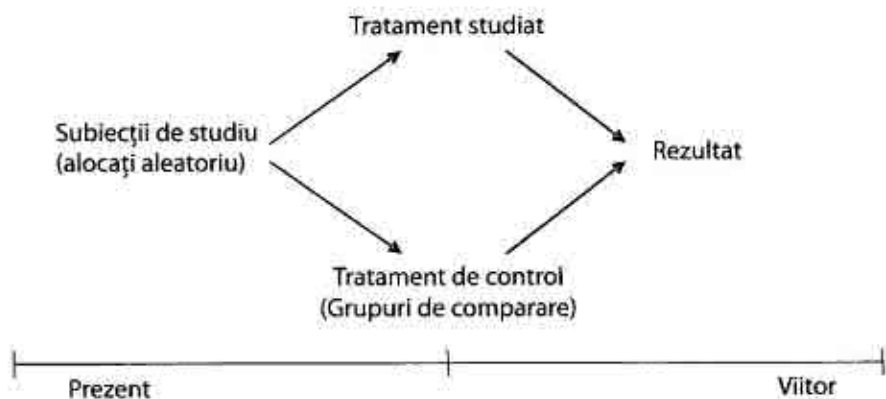 Tratament studiat
Subiecții de studiu
(alocați aleatoriu)
Rezultat
Tratament de control
(Grupuri de comparare)
Prezent
Viitor